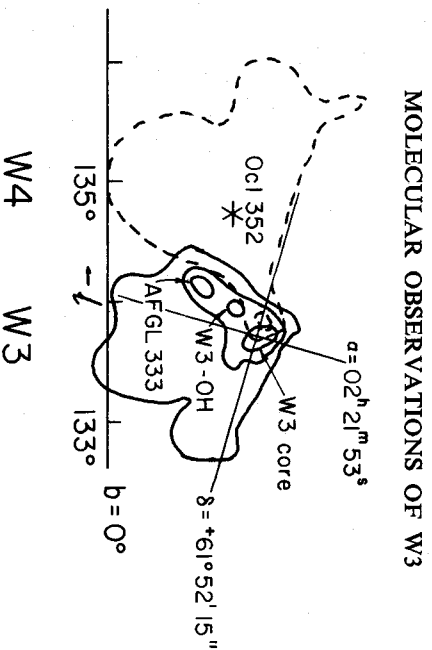 MOLECULAR OBSERVATIONS OF W3
α=02ʰ 21ᵐ 53ˢ
W3 core
δ=⁺61°52'15"
Ocl 352
W3-OH
AFGL 333
135°
133°
b=0°
←l
W4
W3